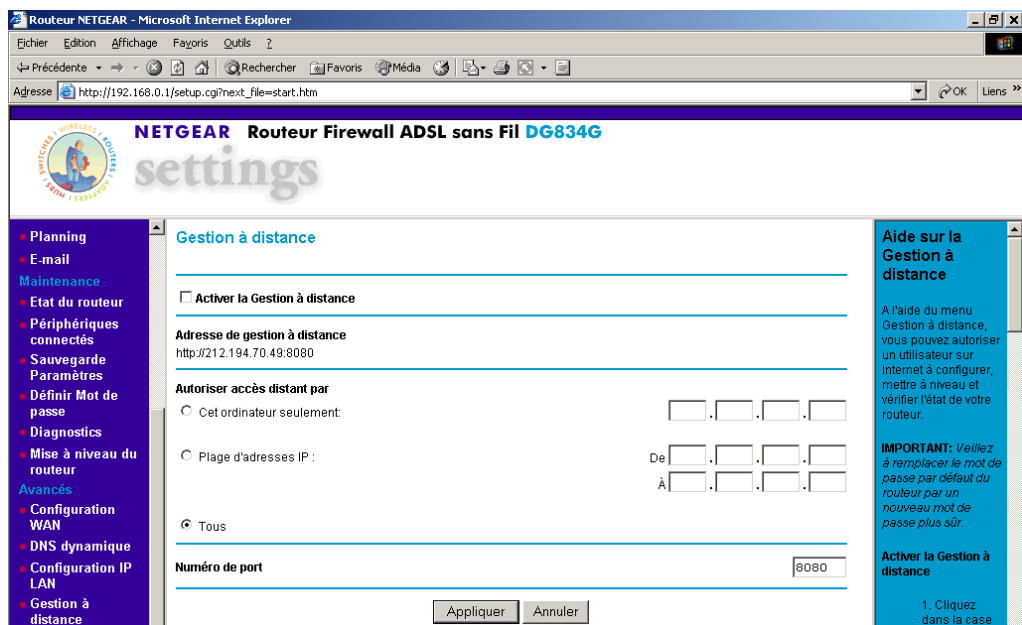 Routeur NETGEAR - Microsoft Internet Explorer
Eichier Edition Affichage Favoris Outils ?
Précédente Rechercher Favoris Média
Adresse http://192.168.0.1/setup.cgi?next_file=start.htm OK Liens »
NETGEAR Routeur Firewall ADSL sans Fil DG834G
settings
WIRELESS ROUTERS ADAPTERS HUBS SWITCHES
Planning
E-mail
Maintenance
Etat du routeur
Périphériques
connectés
Sauvegarde
Paramètres
Définir Mot de
passe
Diagnostics
Mise à niveau du
routeur
Avancés
Configuration
WAN
DNS dynamique
Configuration IP
LAN
Gestion à
distance
Gestion à distance
Activer la Gestion à distance
Adresse de gestion à distance
http://212.194.70.49:8080
Autoriser accès distant par
Cet ordinateur seulement:
. . .
Plage d'adresses IP :
De . . .
À . . .
Tous
Numéro de port 8080
Appliquer Annuler
Aide sur la
Gestion à
distance
A l'aide du menu
Gestion à distance,
vous pouvez autoriser
un utilisateur sur
Internet à configurer,
mettre à niveau et
vérifier l'état de votre
routeur.
IMPORTANT: Veillez
à remplacer le mot de
passe par défaut du
routeur par un
nouveau mot de
passe plus sûr.
Activer la Gestion à
distance
1. Cliquez
dans la case